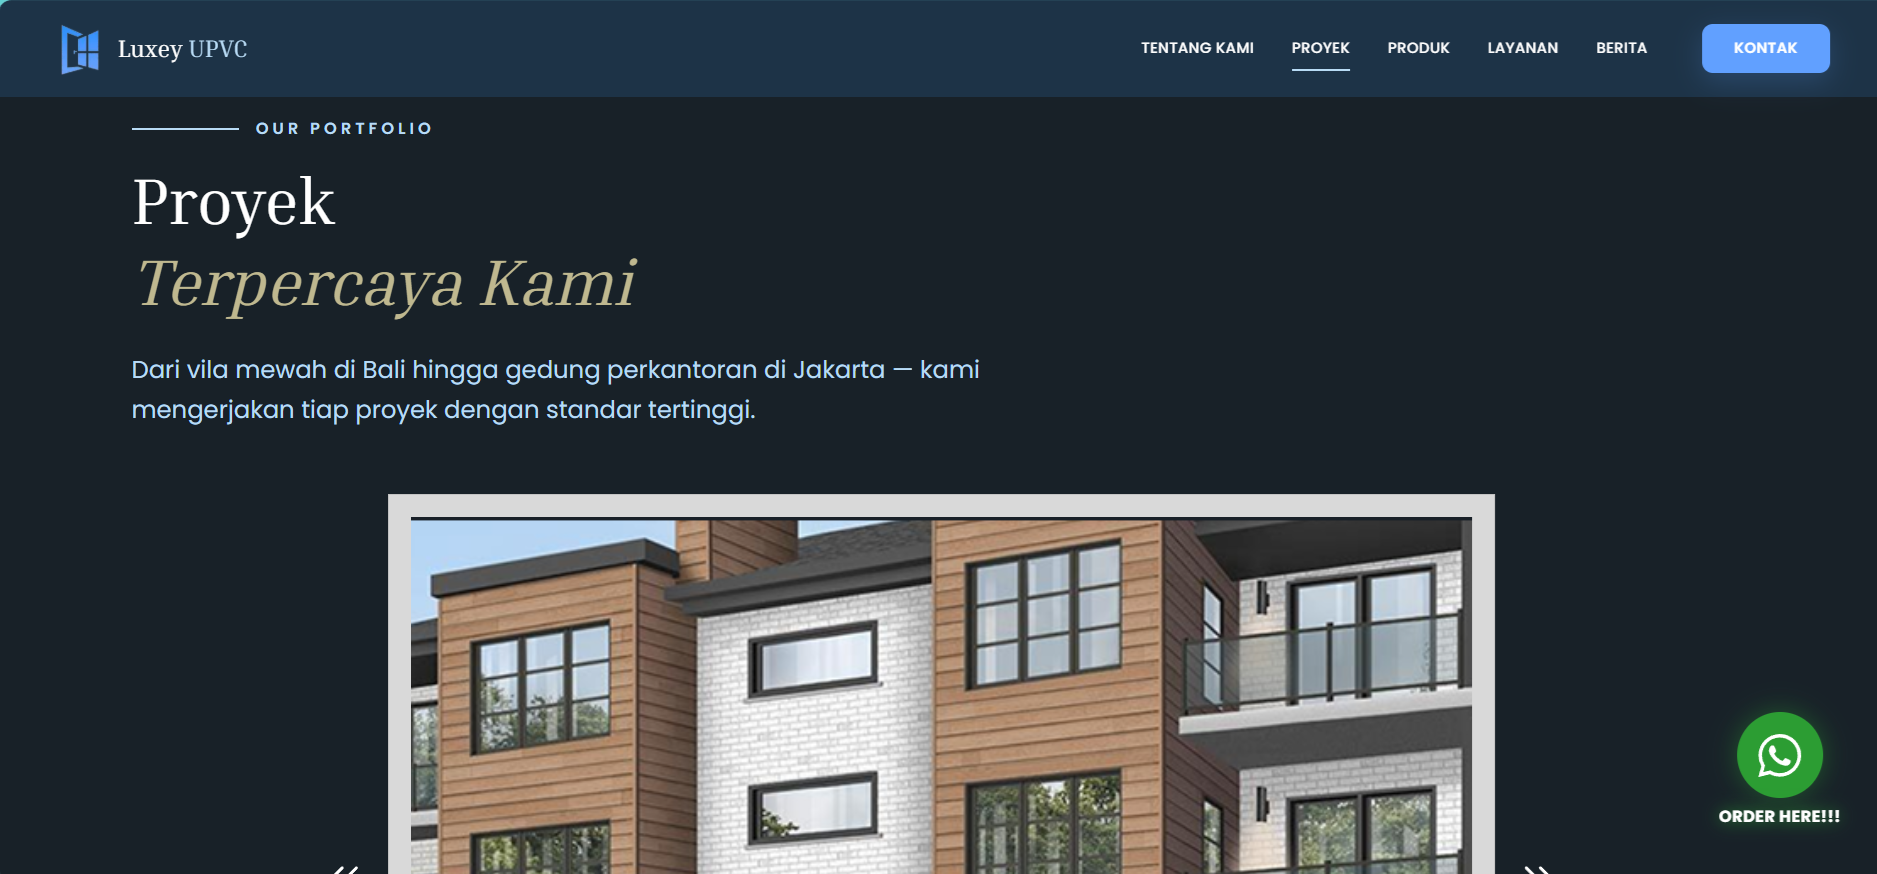 Luxey UPVC
TENTANG KAMI
PROYEK
PRODUK
LAYANAN
BERITA
KONTAK
OUR PORTFOLIO
Proyek
Terpercaya Kami
Dari vila mewah di Bali hingga gedung perkantoran di Jakarta — kami
mengerjakan tiap proyek dengan standar tertinggi.
ORDER HERE!!!